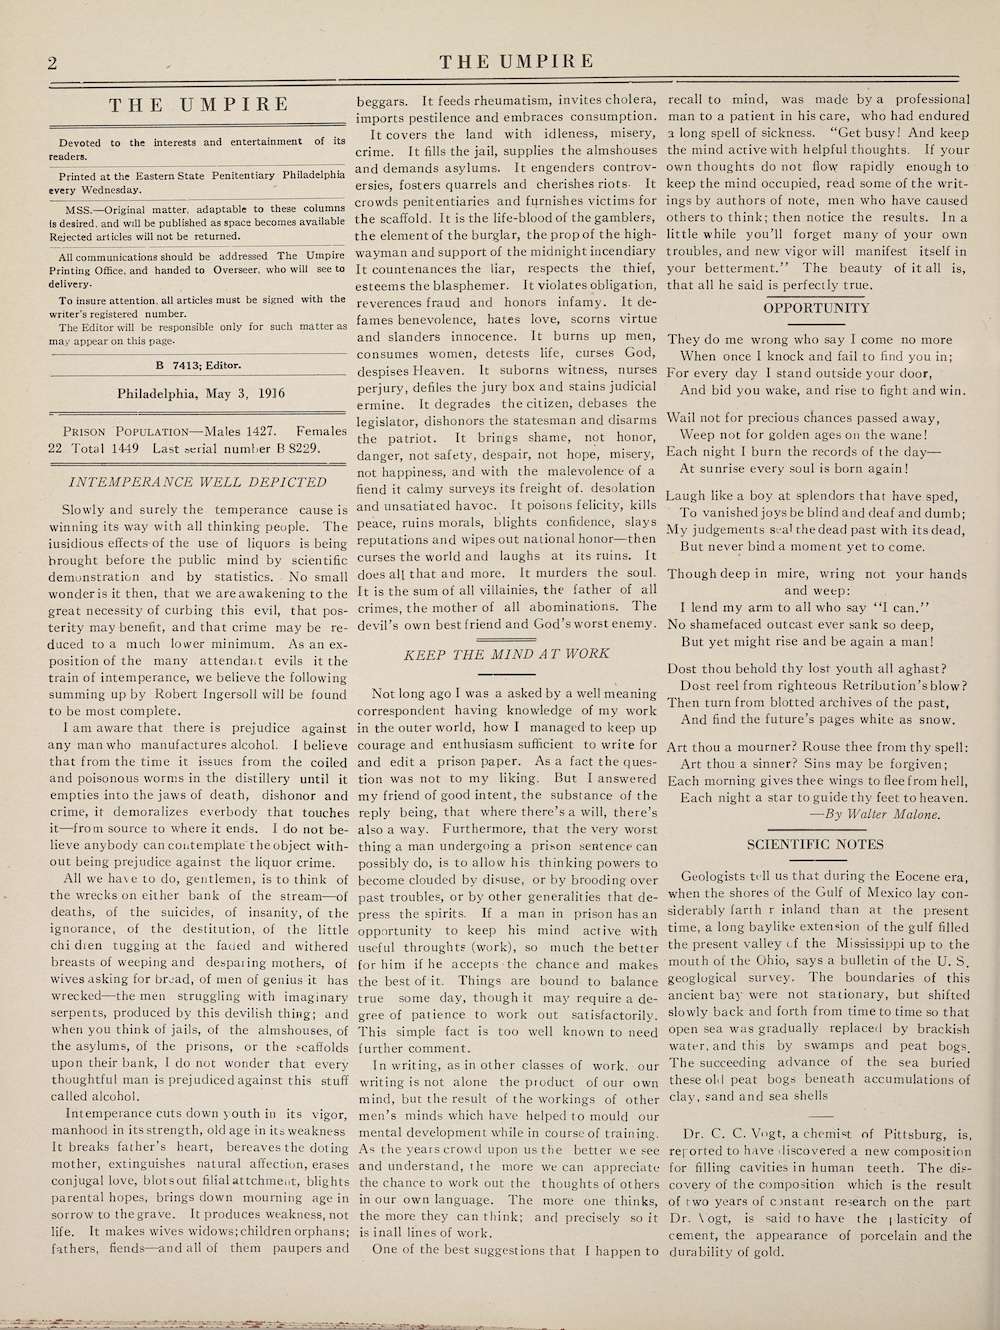 2
THE UMPIRE
THE UMPIRE
Devoted to the interests and entertainment of its
readers.
Printed at the Eastern State Penitentiary Philadelphia
every Wednesday.
MSS.—Original matter, adaptable to these columns
is desired, and will be published as space becomes available
Rejected articles will not be returned.
All communications should be addressed The Umpire
Printing Office, and handed to Overseer, who will see to
delivery.
To insure attention, all articles must be signed with the
writer's registered number.
The Editor will be responsible only for such matter as
may appear on this page.
B 7413; Editor.
Philadelphia, May 3, 1916
PRISON POPULATION—Males 1427. Females
22 Total 1449 Last serial number B 8229.
INTEMPERANCE WELL DEPICTED
Slowly and surely the temperance cause is
winning its way with all thinking people. The
iusidious effects of the use of liquors is being
brought before the public mind by scientific
demonstration and by statistics. No small
wonder is it then, that we are awakening to the
great necessity of curbing this evil, that pos-
terity may benefit, and that crime may be re-
duced to a much lower minimum. As an ex-
position of the many attendant evils it the
train of intemperance, we believe the following
summing up by Robert Ingersoll will be found
to be most complete.
I am aware that there is prejudice against
any man who manufactures alcohol. I believe
that from the time it issues from the coiled
and poisonous worms in the distillery until it
empties into the jaws of death, dishonor and
crime, it demoralizes everbody that touches
it—from source to where it ends. I do not be-
lieve anybody can contemplate the object with-
out being prejudice against the liquor crime.
All we have to do, gentlemen, is to think of
the wrecks on either bank of the stream—of
deaths, of the suicides, of insanity, of the
ignorance, of the destitution, of the little
chi dien tugging at the faded and withered
breasts of weeping and despaiing mothers, of
wives asking for bread, of men of genius it has
wrecked—the men struggling with imaginary
serpents, produced by this devilish thing; and
when you think of jails, of the almshouses, of
the asylums, of the prisons, or the scaffolds
upon their bank, I do not wonder that every
thoughtful man is prejudiced against this stuff
called alcohol.
Intemperance cuts down youth in its vigor,
manhood in its strength, old age in its weakness
It breaks father's heart, bereaves the doting
mother, extinguishes natural affection, erases
conjugal love, blots out filial attchment, blights
parental hopes, brings down mourning age in
sorrow to the grave. It produces weakness, not
life. It makes wives widows; children orphans;
fathers, fiends—and all of them paupers and
beggars. It feeds rheumatism, invites cholera,
imports pestilence and embraces consumption.
It covers the land with idleness, misery,
crime. It fills the jail, supplies the almshouses
and demands asylums. It engenders controv-
ersies, fosters quarrels and cherishes riots. It
crowds penitentiaries and furnishes victims for
the scaffold. It is the life-blood of the gamblers,
the element of the burglar, the prop of the high-
wayman and support of the midnight incendiary
It countenances the liar, respects the thief,
esteems the blasphemer. It violates obligation,
reverences fraud and honors infamy. It de-
fames benevolence, hates love, scorns virtue
and slanders innocence. It burns up men,
consumes women, detests life, curses God,
despises Heaven. It suborns witness, nurses
perjury, defiles the jury box and stains judicial
ermine. It degrades the citizen, debases the
legislator, dishonors the statesman and disarms
the patriot. It brings shame, not honor,
danger, not safety, despair, not hope, misery,
not happiness, and with the malevolence of a
fiend it calmy surveys its freight of. desolation
and unsatiated havoc. It poisons felicity, kills
peace, ruins morals, blights confidence, slays
reputations and wipes out national honor—then
curses the world and laughs at its ruins. It
does all that and more. It murders the soul.
It is the sum of all villainies, the father of all
crimes, the mother of all abominations. The
devil's own best friend and God's worst enemy.
KEEP THE MIND AT WORK
Not long ago I was a asked by a well meaning
correspondent having knowledge of my work
in the outer world, how I managed to keep up
courage and enthusiasm sufficient to write for
and edit a prison paper. As a fact the ques-
tion was not to my liking. But I answered
my friend of good intent, the substance of the
reply being, that where there's a will, there's
also a way. Furthermore, that the very worst
thing a man undergoing a prison sentence can
possibly do, is to allow his thinking powers to
become clouded by disuse, or by brooding over
past troubles, or by other generalities that de-
press the spirits. If a man in prison has an
opportunity to keep his mind active with
useful throughts (work), so much the better
for him if he accepts the chance and makes
the best of it. Things are bound to balance
true some day, though it may require a de-
gree of patience to work out satisfactorily.
This simple fact is too well known to need
further comment.
In writing, as in other classes of work, our
writing is not alone the product of our own
mind, but the result of the workings of other
men's minds which have helped to mould our
mental development while in course of training.
As the years crowd upon us the better we see
and understand, the more we can appreciate
the chance to work out the thoughts of others
in our own language. The more one thinks,
the more they can think; and precisely so it
is inall lines of work.
One of the best suggestions that I happen to
recall to mind, was made by a professional
man to a patient in his care, who had endured
a long spell of sickness. "Get busy! And keep
the mind active with helpful thoughts. If your
own thoughts do not flow rapidly enough to
keep the mind occupied, read some of the writ-
ings by authors of note, men who have caused
others to think; then notice the results. In a
little while you'll forget many of your own
troubles, and new vigor will manifest itself in
your betterment." The beauty of it all is,
that all he said is perfectly true.
OPPORTUNITY
They do me wrong who say I come no more
When once I knock and fail to find you in;
For every day I stand outside your door,
And bid you wake, and rise to fight and win.
Wail not for precious chances passed away,
Weep not for golden ages on the wane!
Each night I burn the records of the day—
At sunrise every soul is born again!
Laugh like a boy at splendors that have sped,
To vanished joys be blind and deaf and dumb;
My judgements seal the dead past with its dead,
But never bind a moment yet to come.
Though deep in mire, wring not your hands
and weep:
I lend my arm to all who say "I can."
No shamefaced outcast ever sank so deep,
But yet might rise and be again a man!
Dost thou behold thy lost youth all aghast?
Dost reel from righteous Retribution's blow?
Then turn from blotted archives of the past,
And find the future's pages white as snow.
Art thou a mourner? Rouse thee from thy spell:
Art thou a sinner? Sins may be forgiven;
Each morning gives thee wings to flee from hell,
Each night a star to guide thy feet to heaven.
—By Walter Malone.
SCIENTIFIC NOTES
Geologists tell us that during the Eocene era,
when the shores of the Gulf of Mexico lay con-
siderably farth r inland than at the present
time, a long baylike extension of the gulf filled
the present valley of the Mississippi up to the
mouth of the Ohio, says a bulletin of the U. S.
geoglogical survey. The boundaries of this
ancient bay were not stationary, but shifted
slowly back and forth from time to time so that
open sea was gradually replaced by brackish
water, and this by swamps and peat bogs.
The succeeding advance of the sea buried
these old peat bogs beneath accumulations of
clay, sand and sea shells
Dr. C. C. Vogt, a chemist of Pittsburg, is,
reported to have discovered a new composition
for filling cavities in human teeth. The dis-
covery of the composition which is the result
of two years of constant research on the part
Dr. Vogt, is said to have the plasticity of
cement, the appearance of porcelain and the
durability of gold.